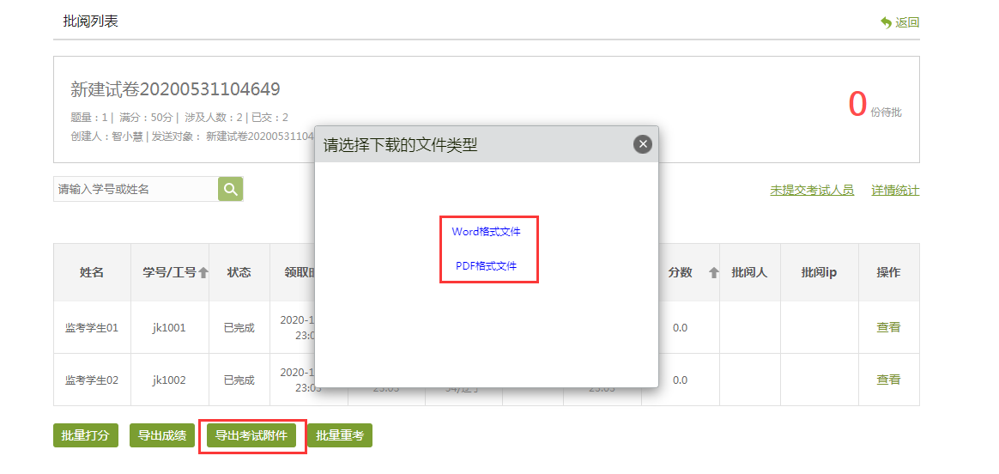 批阅列表
返回
新建试卷20200531104649
题量：1 | 满分：50分 | 涉及人数：2 | 已交：2
0 份待批
创建人：智小慧 | 发送对象： 新建试卷20200531104
请选择下载的文件类型
请输入学号或姓名
未提交考试人员 详情统计
Word格式文件
PDF格式文件
姓名 学号/工号 状态 领取 分数 批阅人 批阅ip 操作
监考学生01 jk1001 已完成 2020-1 0.0 查看
监考学生02 jk1002 已完成 2020-1 23:03 0.0 查看
批量打分 导出成绩 导出考试附件 批量重考